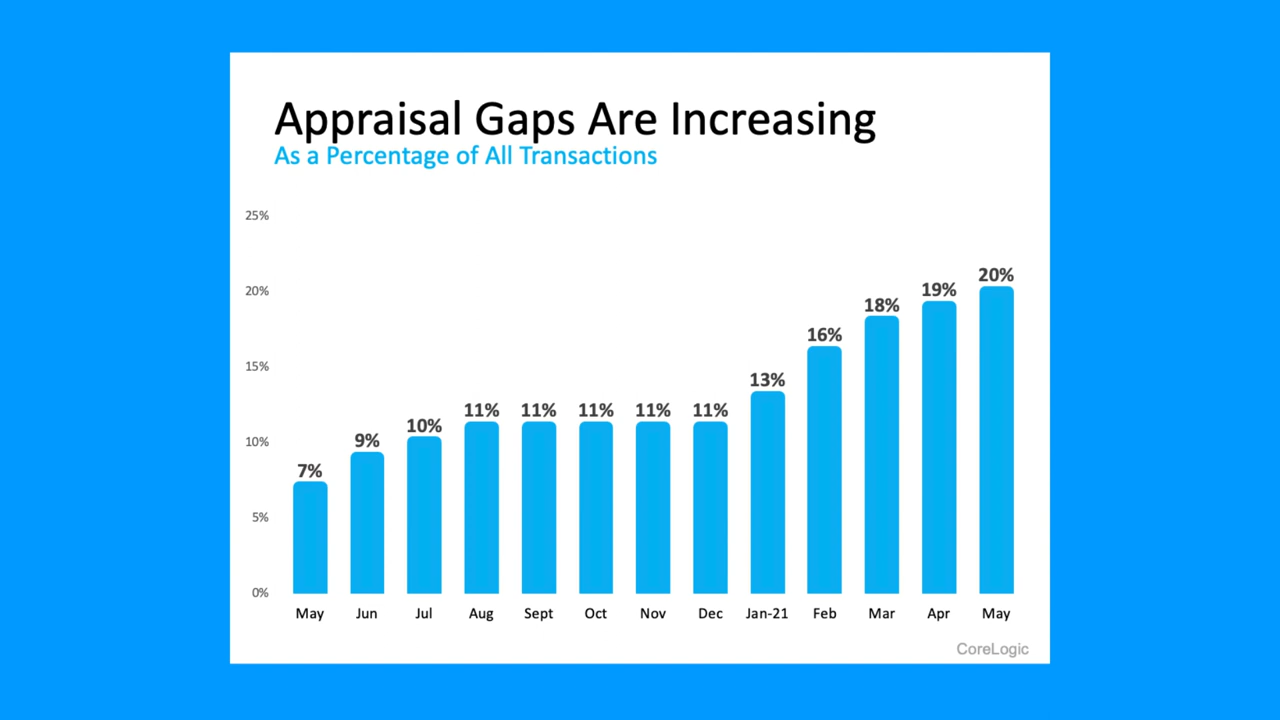 Appraisal Gaps Are Increasing
As a Percentage of All Transactions
25%
20%
15%
10%
5%
0%
7%
9%
10%
11%
11%
11%
11%
11%
13%
16%
18%
19%
20%
May
Jun
Jul
Aug
Sept
Oct
Nov
Dec
Jan-21
Feb
Mar
Apr
May
CoreLogic